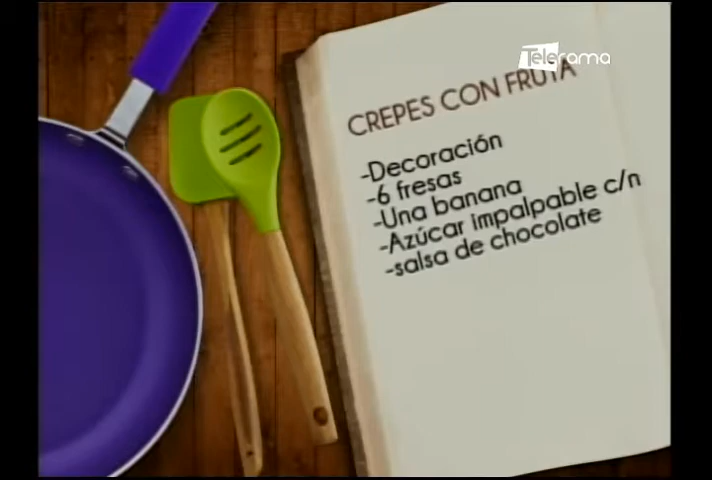 Telerama
CREPES CON FRUTA
-Decoración
-6 fresas
-Una banana
-Azúcar impalpable c/n
-salsa de chocolate